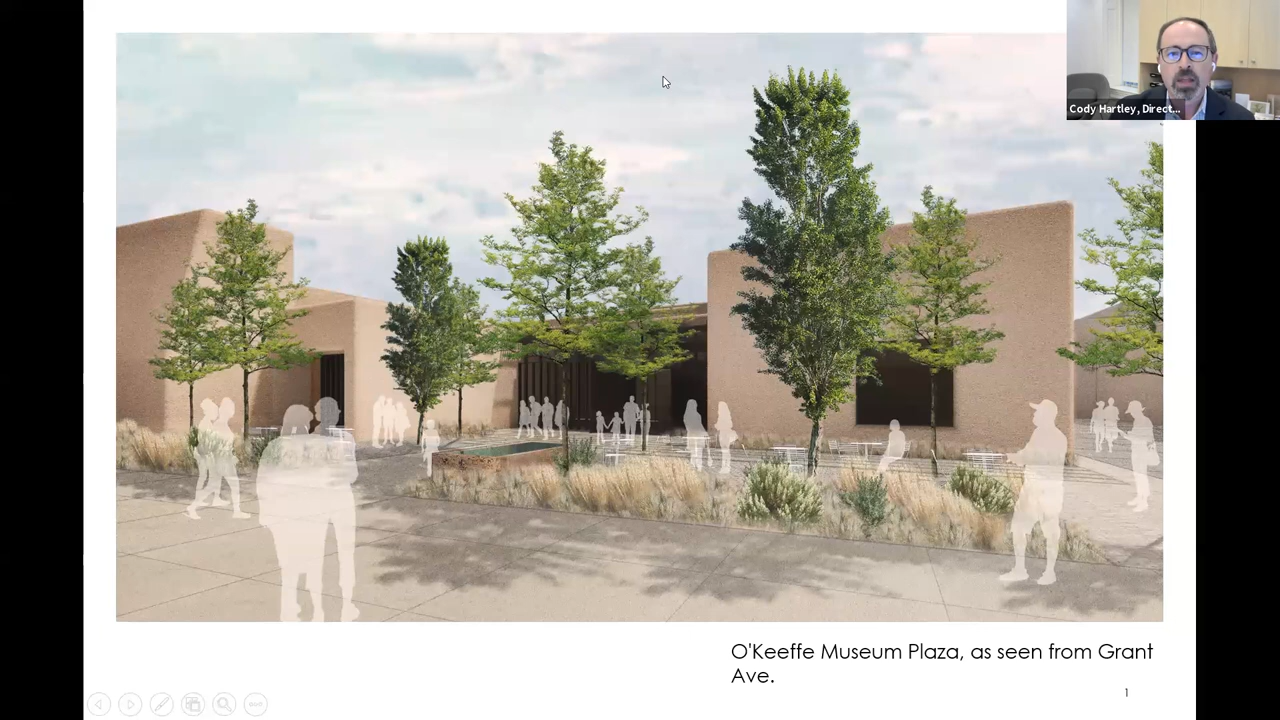 Cody Hartley, Direct...
O'Keeffe Museum Plaza, as seen from Grant
Ave.
1